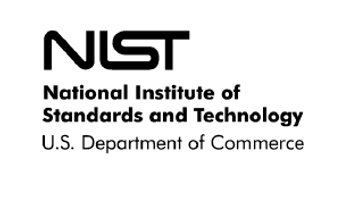 NIST
National Institute of
Standards and Technology
U.S. Department of Commerce